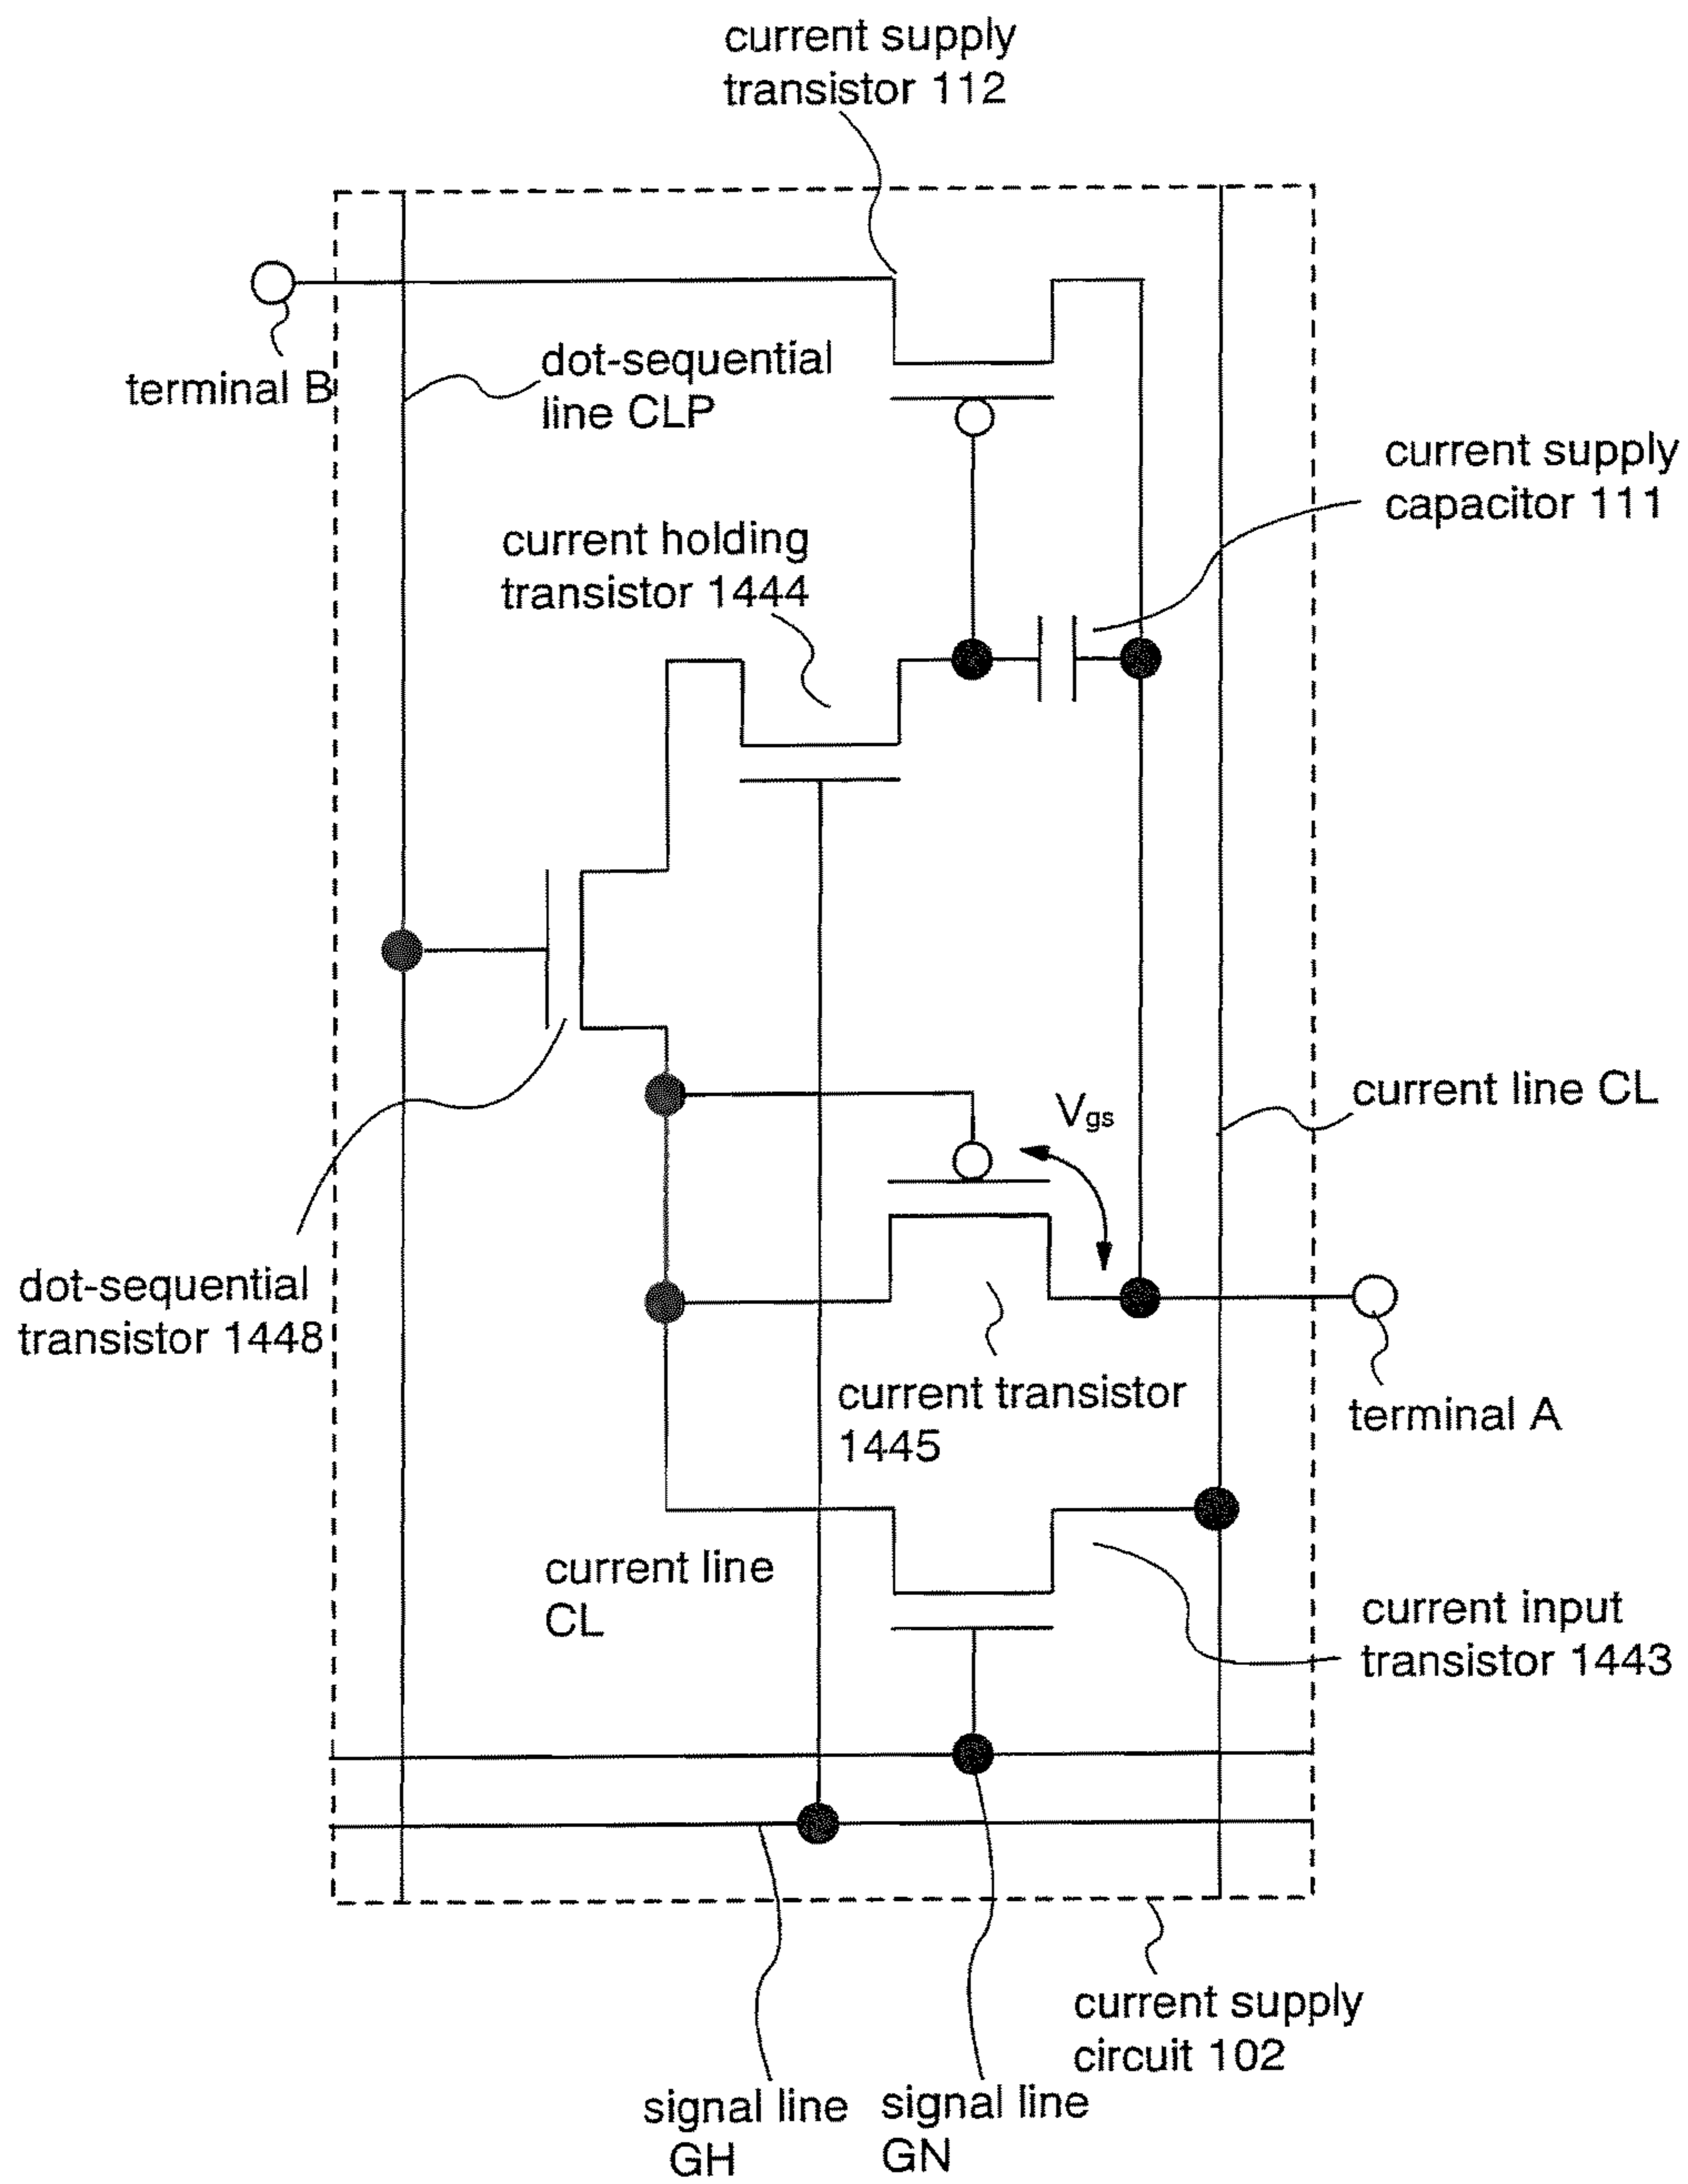 current supply
transistor 112
terminal B
dot-sequential
line CLP
current supply
capacitor 111
current holding
transistor 1444
Vgs
current line CL
dot-sequential
transistor 1448
current transistor
1445
terminal A
current line
CL
current input
transistor 1443
current supply
circuit 102
signal line
GH
signal line
GN